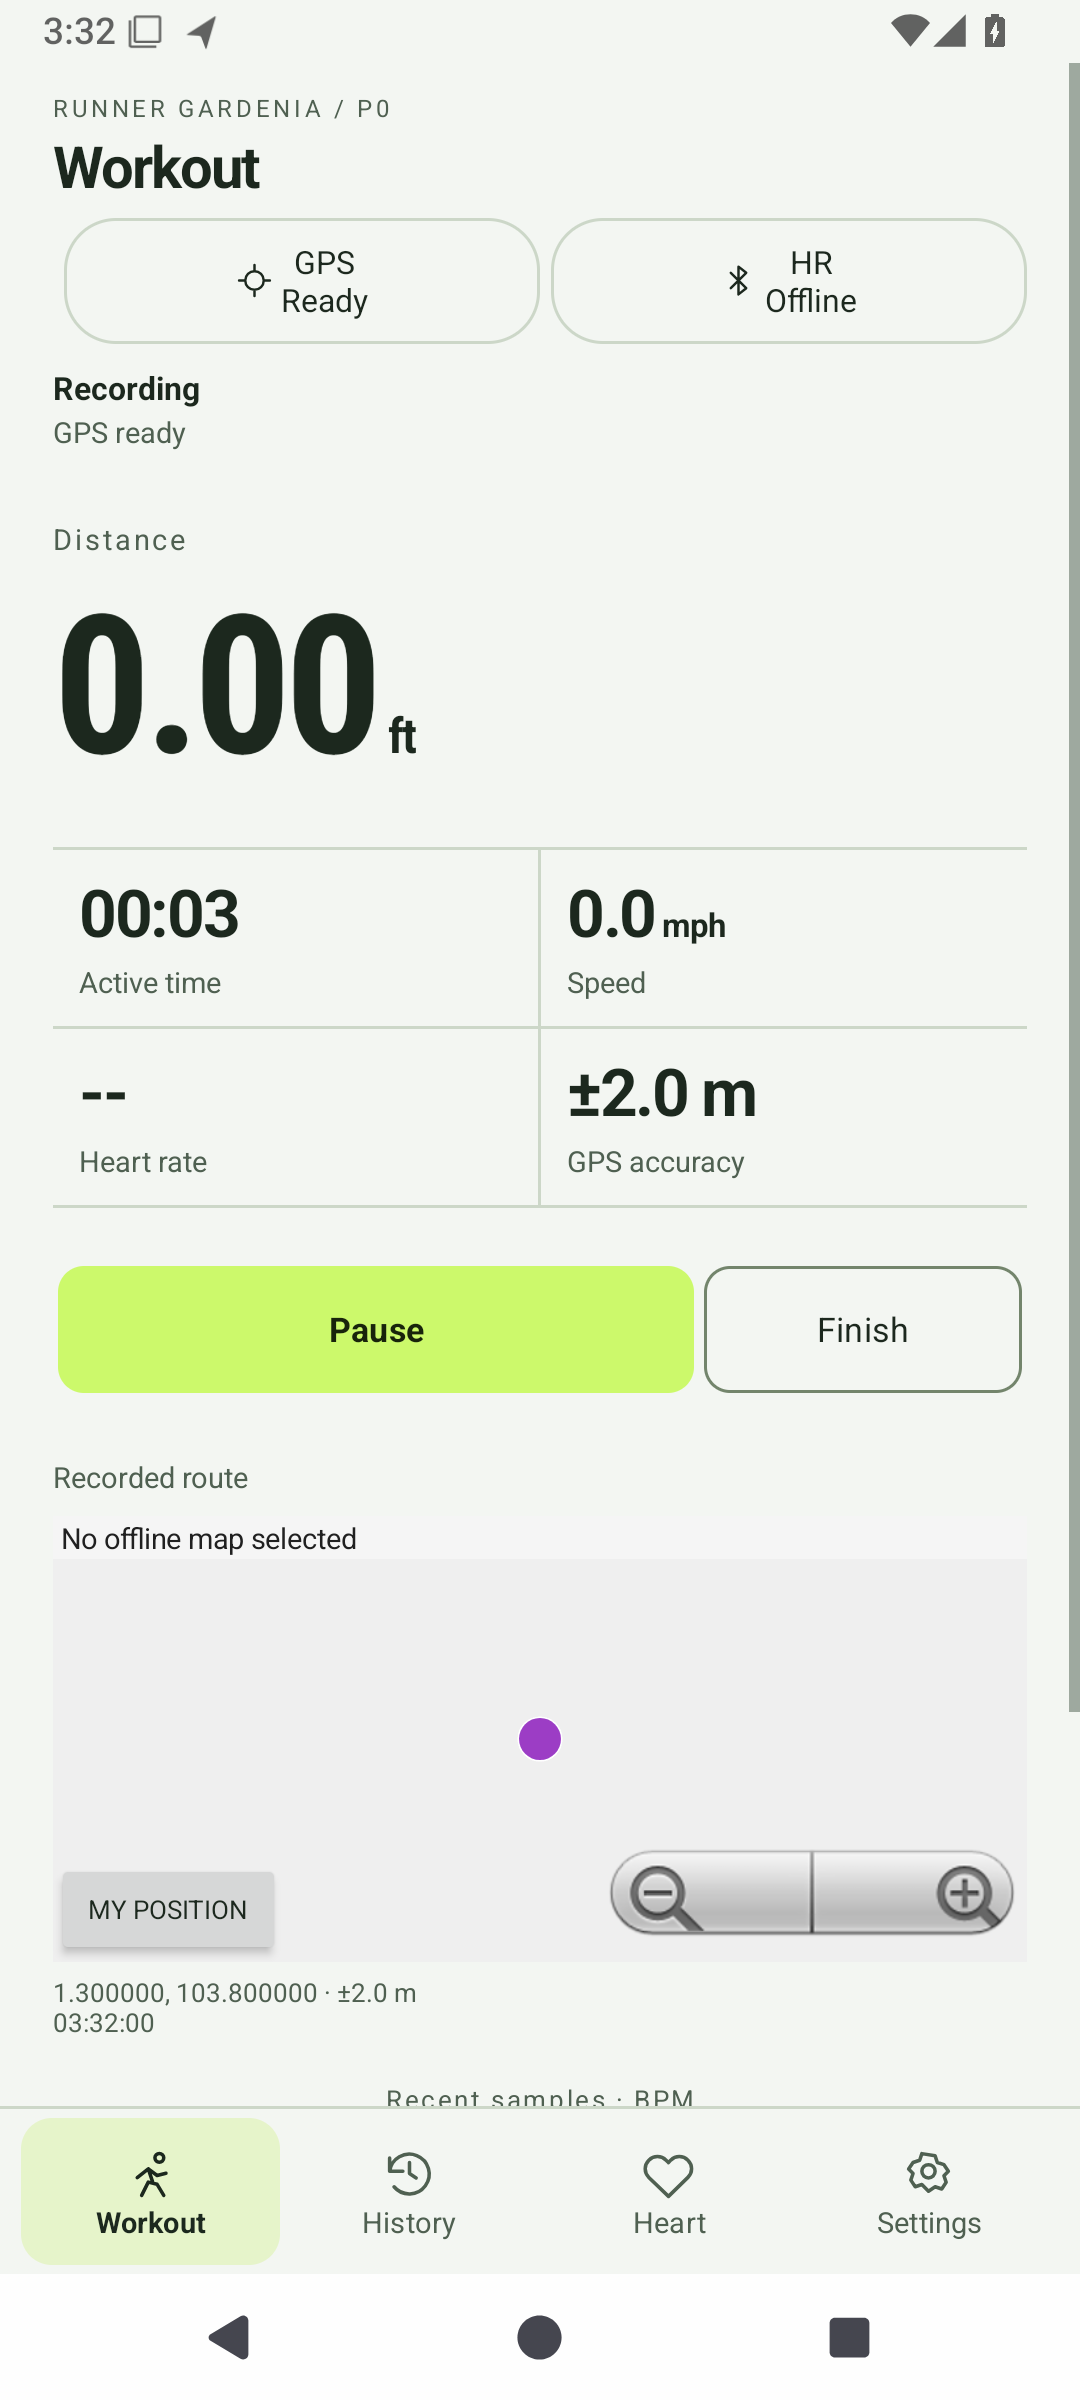 3:32
RUNNER GARDENIA / P0
Workout
GPS
Ready
HR
Offline
Recording
GPS ready
Distance
0.00 ft
00:03
Active time
0.0 mph
Speed
--
Heart rate
±2.0 m
GPS accuracy
Pause
Finish
Recorded route
No offline map selected
MY POSITION
1.300000, 103.800000 · ±2.0 m
03:32:00
Recent samples · BPM
Workout
History
Heart
Settings